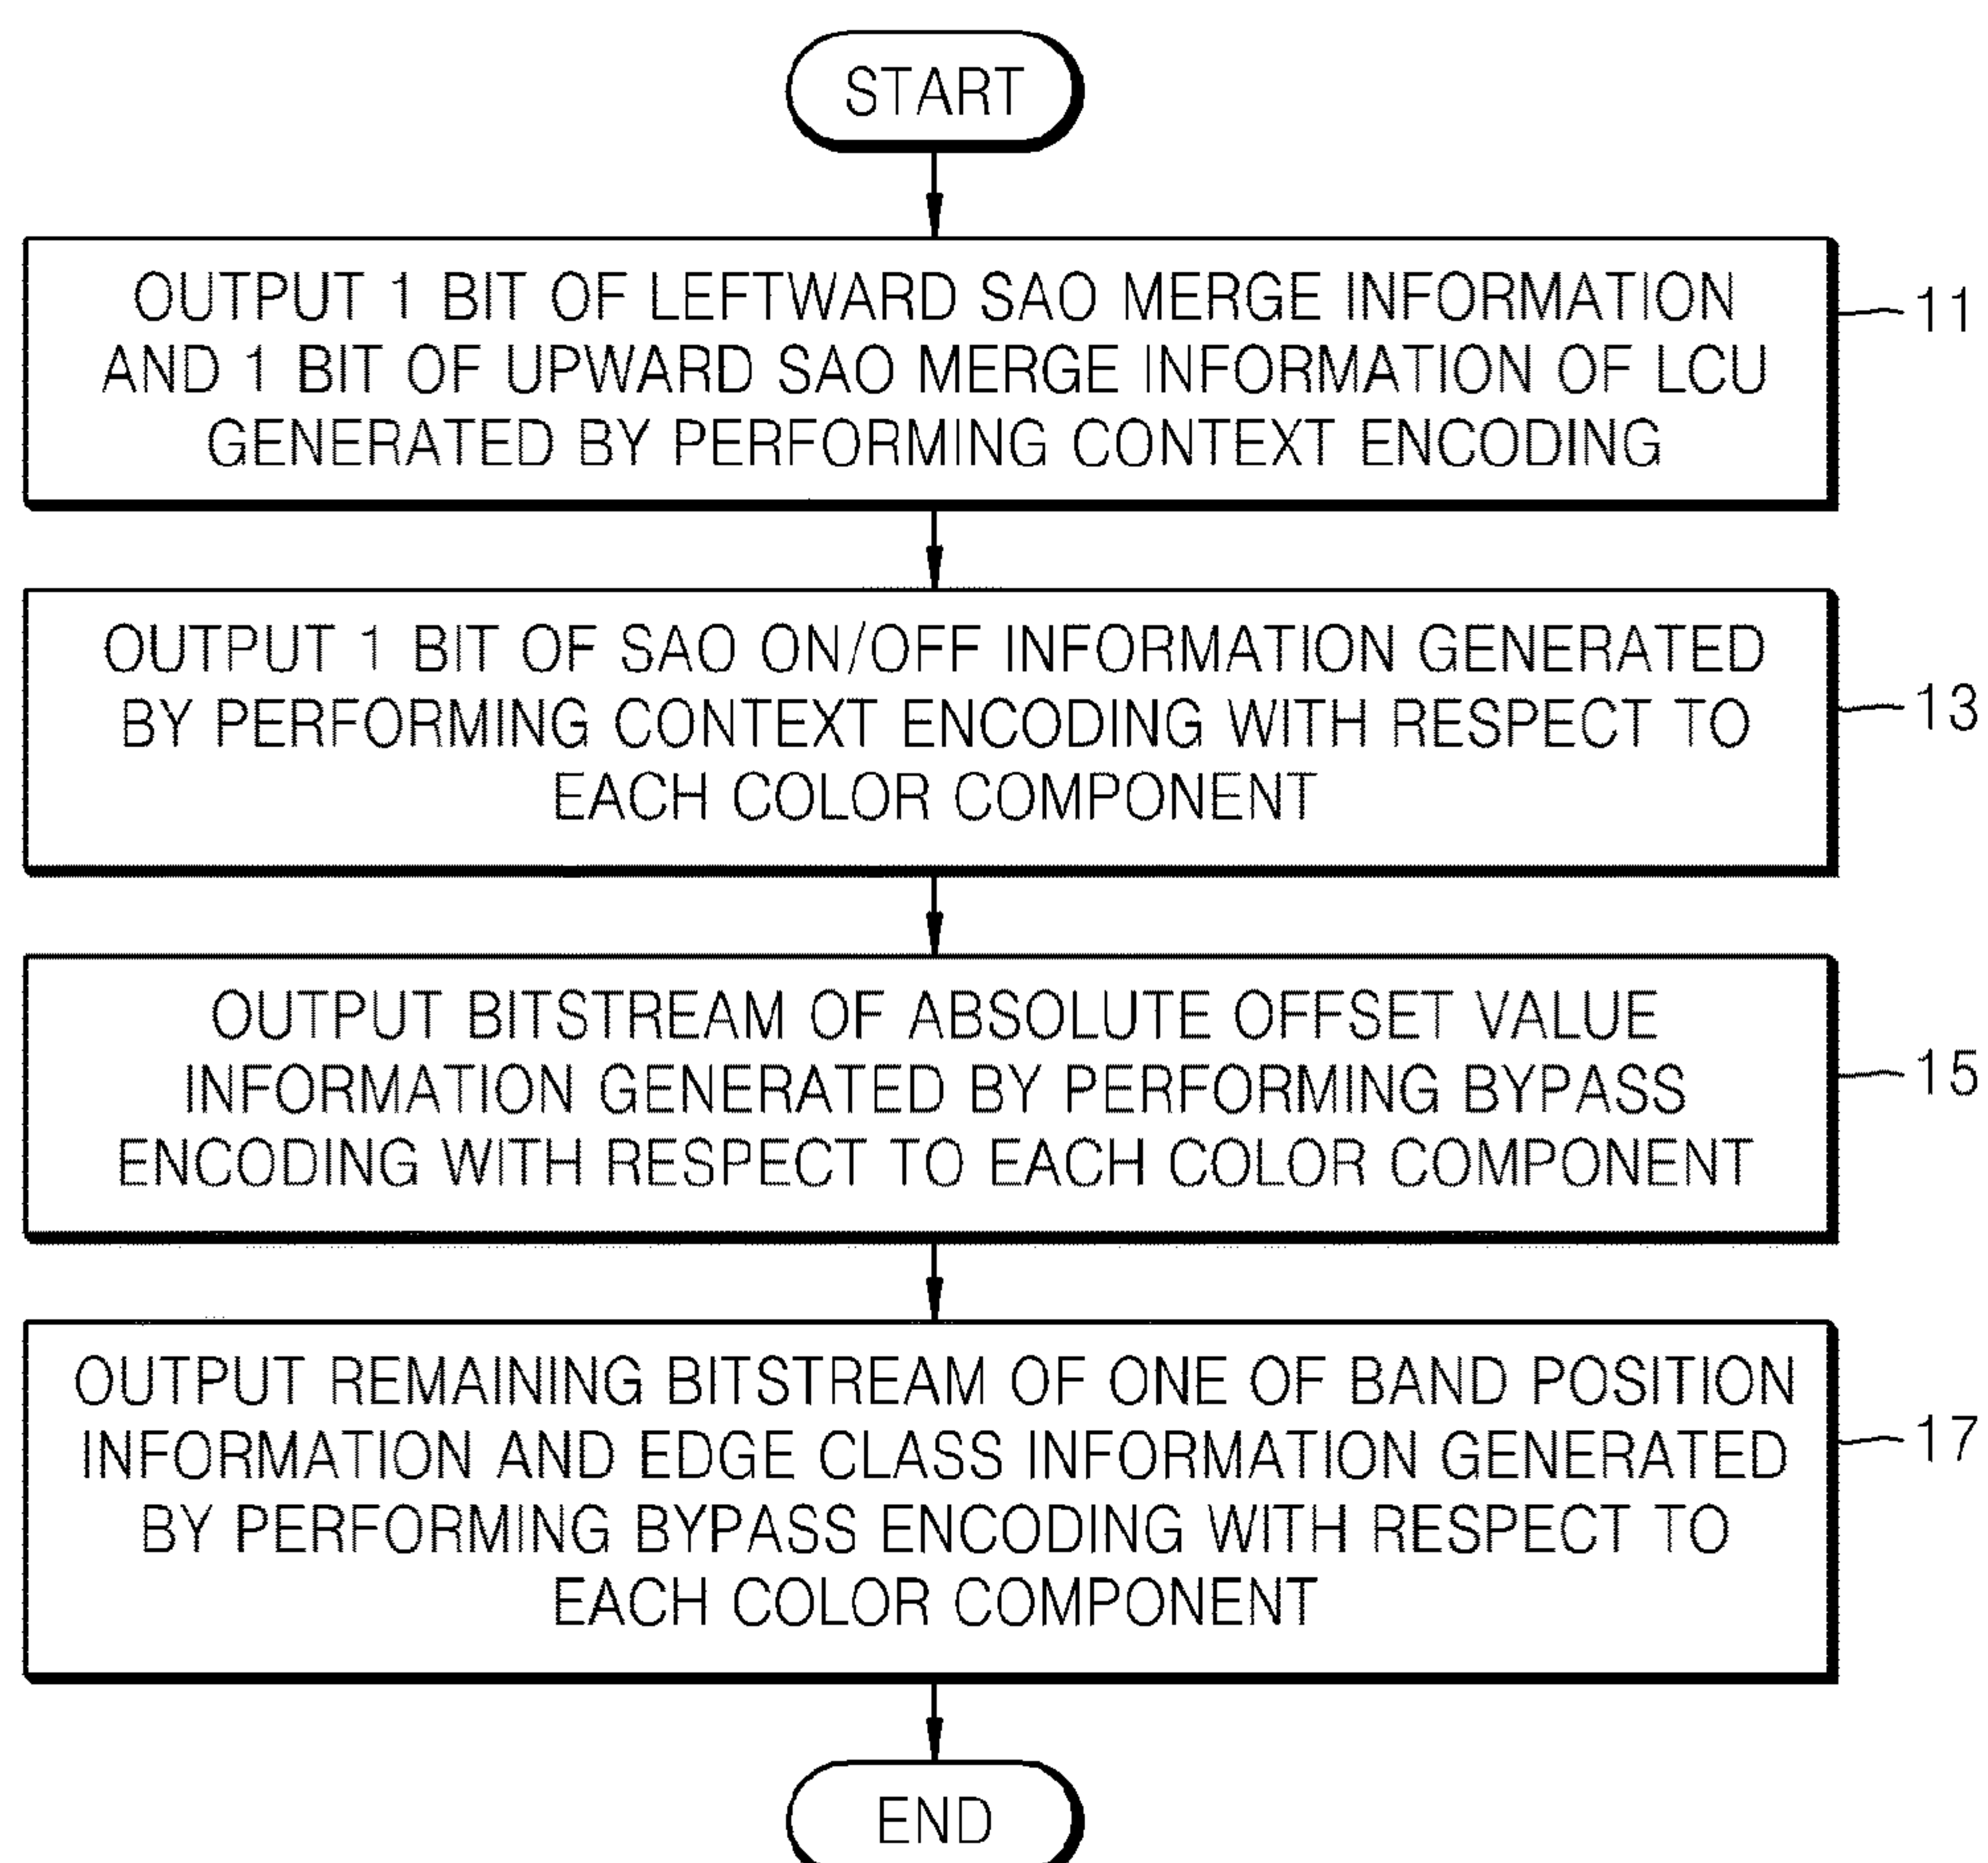 START
OUTPUT 1 BIT OF LEFTWARD SAO MERGE INFORMATION
AND 1 BIT OF UPWARD SAO MERGE INFORMATION OF LCU
GENERATED BY PERFORMING CONTEXT ENCODING
11
OUTPUT 1 BIT OF SAO ON/OFF INFORMATION GENERATED
BY PERFORMING CONTEXT ENCODING WITH RESPECT TO
EACH COLOR COMPONENT
13
OUTPUT BITSTREAM OF ABSOLUTE OFFSET VALUE
INFORMATION GENERATED BY PERFORMING BYPASS
ENCODING WITH RESPECT TO EACH COLOR COMPONENT
15
OUTPUT REMAINING BITSTREAM OF ONE OF BAND POSITION
INFORMATION AND EDGE CLASS INFORMATION GENERATED
BY PERFORMING BYPASS ENCODING WITH RESPECT TO
EACH COLOR COMPONENT
17
END